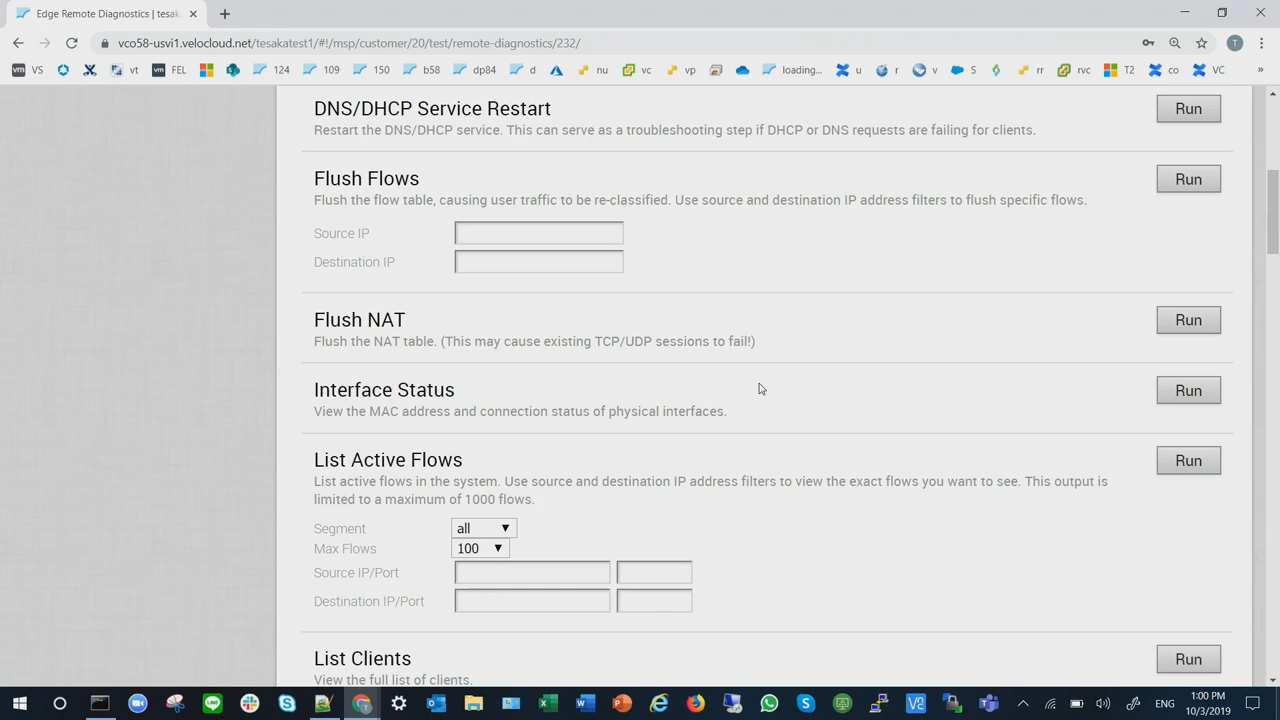 Edge Remote Diagnostics | tesaka
vco58-usvi1.velocloud.net/tesakatest1/#!/msp/customer/20/test/remote-diagnostics/232/
T
vm VS vt vm FEL 124 109 150 b58 dp84 d nu vc vp loading... u r v S rr rvc T2 co VC »
DNS/DHCP Service Restart Run
Restart the DNS/DHCP service. This can serve as a troubleshooting step if DHCP or DNS requests are failing for clients.
Flush Flows Run
Flush the flow table, causing user traffic to be re-classified. Use source and destination IP address filters to flush specific flows.
Source IP
Destination IP
Flush NAT Run
Flush the NAT table. (This may cause existing TCP/UDP sessions to fail!)
Interface Status Run
View the MAC address and connection status of physical interfaces.
List Active Flows Run
List active flows in the system. Use source and destination IP address filters to view the exact flows you want to see. This output is
limited to a maximum of 1000 flows.
Segment all
Max Flows 100
Source IP/Port
Destination IP/Port
List Clients Run
View the full list of clients.
ENG
1:00 PM
10/3/2019